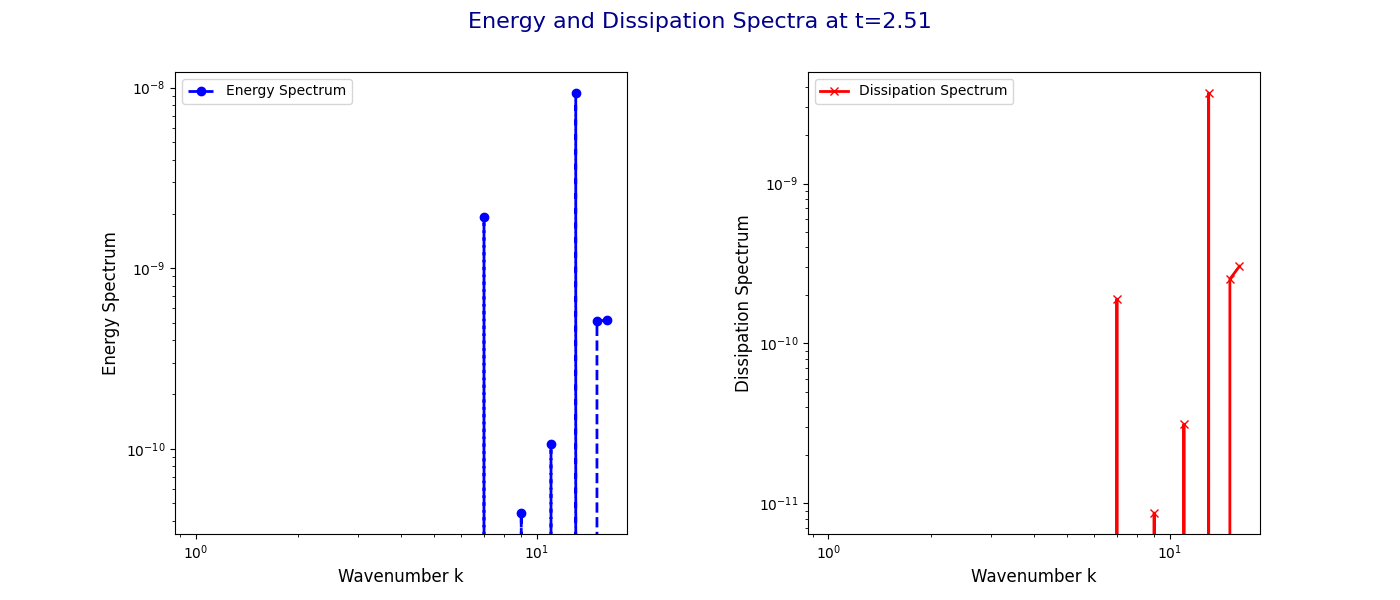 Energy and Dissipation Spectra at t=2.51
Energy Spectrum
10⁻⁸
10⁻⁹
10⁻¹⁰
Energy Spectrum
10⁰
10¹
Wavenumber k
Dissipation Spectrum
10⁻⁹
10⁻¹⁰
10⁻¹¹
Dissipation Spectrum
10⁰
10¹
Wavenumber k